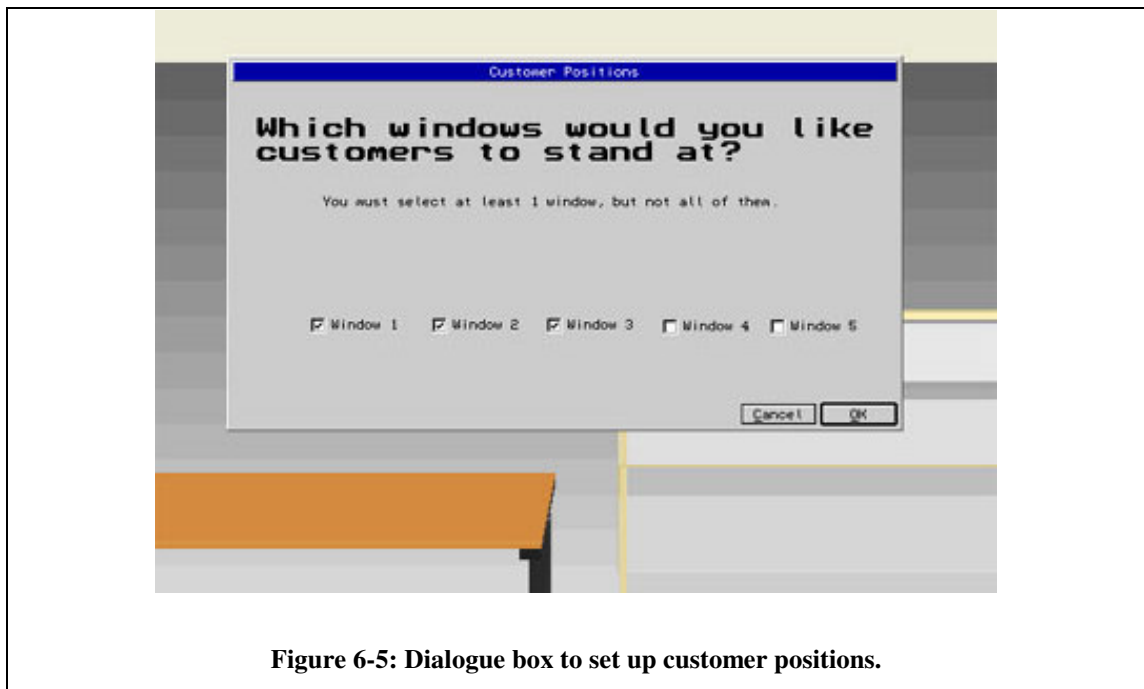 Customer Positions
Which windows would you like
customers to stand at?
You must select at least 1 window, but not all of them.
Window 1 Window 2 Window 3 Window 4 Window 5
Cancel OK
Figure 6-5: Dialogue box to set up customer positions.